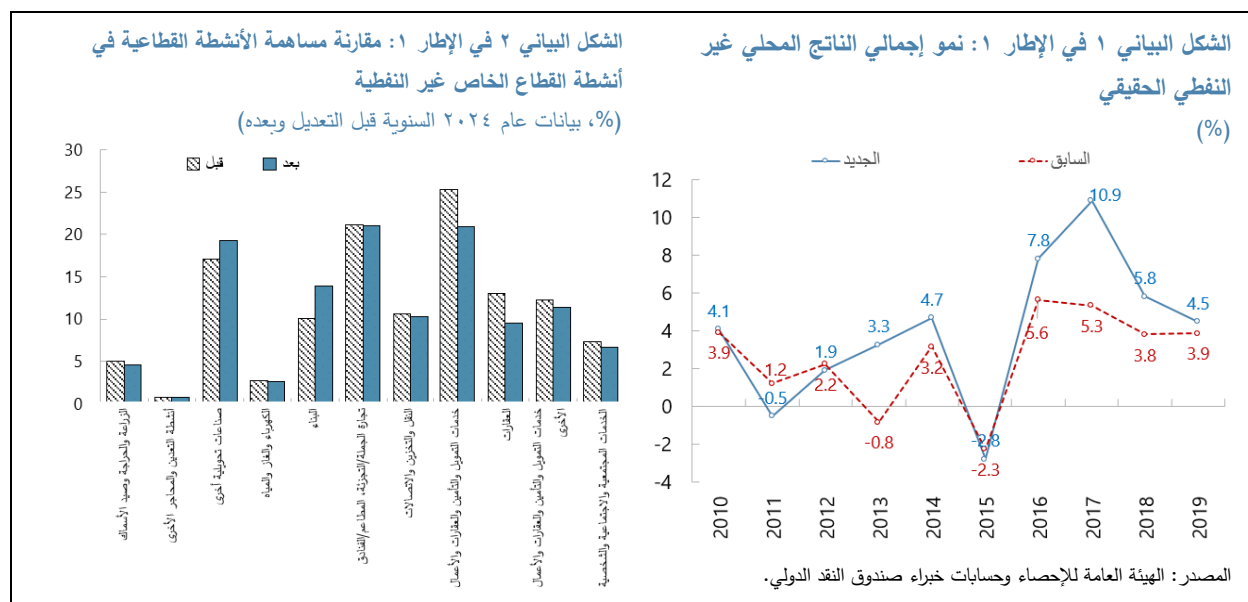 الشكل البياني ١ في الإطار ١: نمو إجمالي الناتج المحلي غير
النفطي الحقيقي
(%)
الجديد
السابق
12
10
8
6
4
2
0
-2
-4
4.1
-0.5
1.9
3.3
4.7
-2.8
7.8
10.9
5.8
4.5
3.9
1.2
2.2
-0.8
3.2
-2.3
5.6
5.3
3.8
3.9
2010
2011
2012
2013
2014
2015
2016
2017
2018
2019
المصدر: الهيئة العامة للإحصاء وحسابات خبراء صندوق النقد الدولي.
الشكل البياني ٢ في الإطار ١: مقارنة مساهمة الأنشطة القطاعية في
أنشطة القطاع الخاص غير النفطية
(%، بيانات عام ٢٠٢٤ السنوية قبل التعديل وبعده)
قبل
بعد
30
25
20
15
10
5
0
الزراعة والحراجة وصيد الأسماك
أنشطة التعدين والمحاجر الأخرى
صناعات تحويلية أخرى
الكهرباء والغاز والمياه
البناء
تجارة الجملة/التجزئة، المطاعم/الفنادق
النقل والتخزين والاتصالات
خدمات التمويل والتأمين والعقارات والأعمال
العقارات
خدمات التمويل والتأمين والعقارات والأعمال
الأخرى
الخدمات المجتمعية والاجتماعية والشخصية